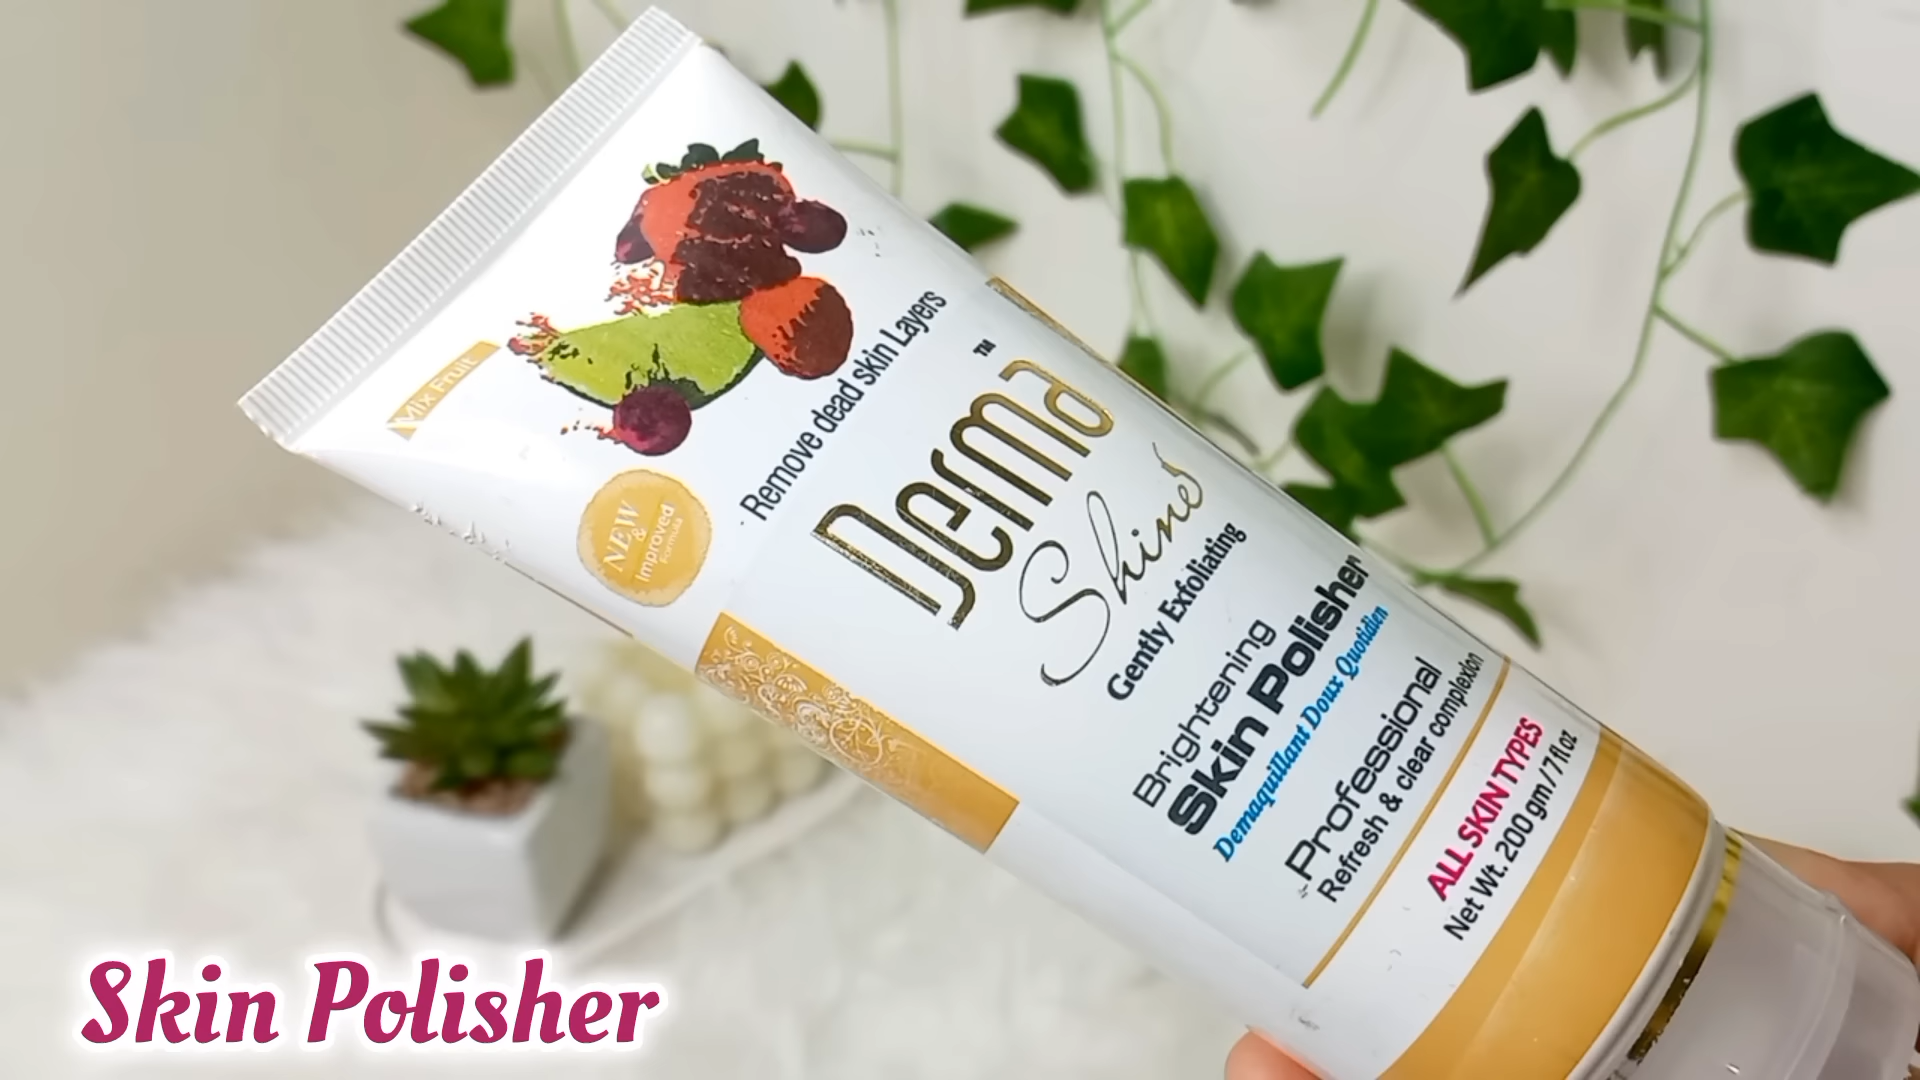 Mix Fruit
NEW
&
Improved
Formula
Remove dead skin Layers
Derma™
Shine
Gently Exfoliating
Brightening
Skin Polisher
Demaquillant Doux Quotidien
Professional
Refresh & clear complexion
ALL SKIN TYPES
Net Wt. 200 gm / 7 fl oz
Skin Polisher